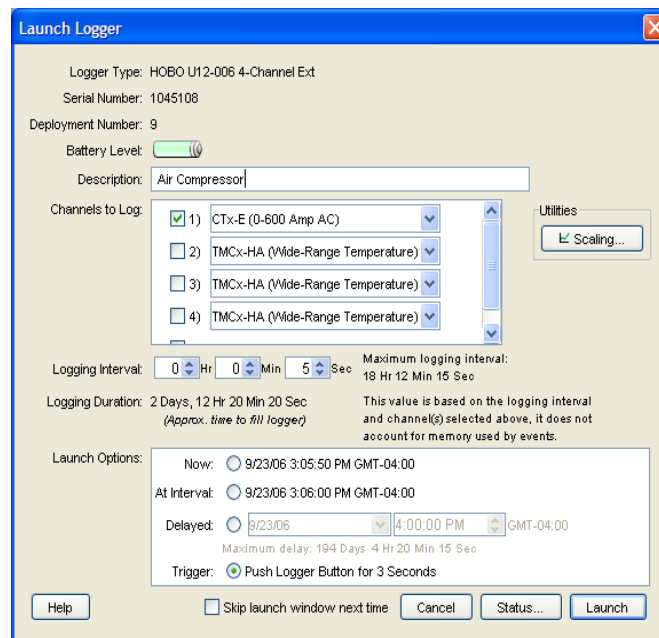 Launch Logger
Logger Type: HOBO U12-006 4-Channel Ext
Serial Number: 1045108
Deployment Number: 9
Battery Level:
Description: Air Compressor
Channels to Log:
1) CTx-E (0-600 Amp AC)
2) TMCx-HA (Wide-Range Temperature)
3) TMCx-HA (Wide-Range Temperature)
4) TMCx-HA (Wide-Range Temperature)
Utilities
Scaling...
Logging Interval: 0 Hr 0 Min 5 Sec
Maximum logging interval:
18 Hr 12 Min 15 Sec
Logging Duration: 2 Days, 12 Hr 20 Min 20 Sec
(Approx. time to fill logger)
This value is based on the logging interval
and channel(s) selected above, it does not
account for memory used by events.
Launch Options:
Now: 9/23/06 3:05:50 PM GMT-04:00
At Interval: 9/23/06 3:06:00 PM GMT-04:00
Delayed: 9/23/06 4:00:00 PM GMT-04:00
Maximum delay: 194 Days 4 Hr 20 Min 15 Sec
Trigger: Push Logger Button for 3 Seconds
Help Skip launch window next time Cancel Status... Launch